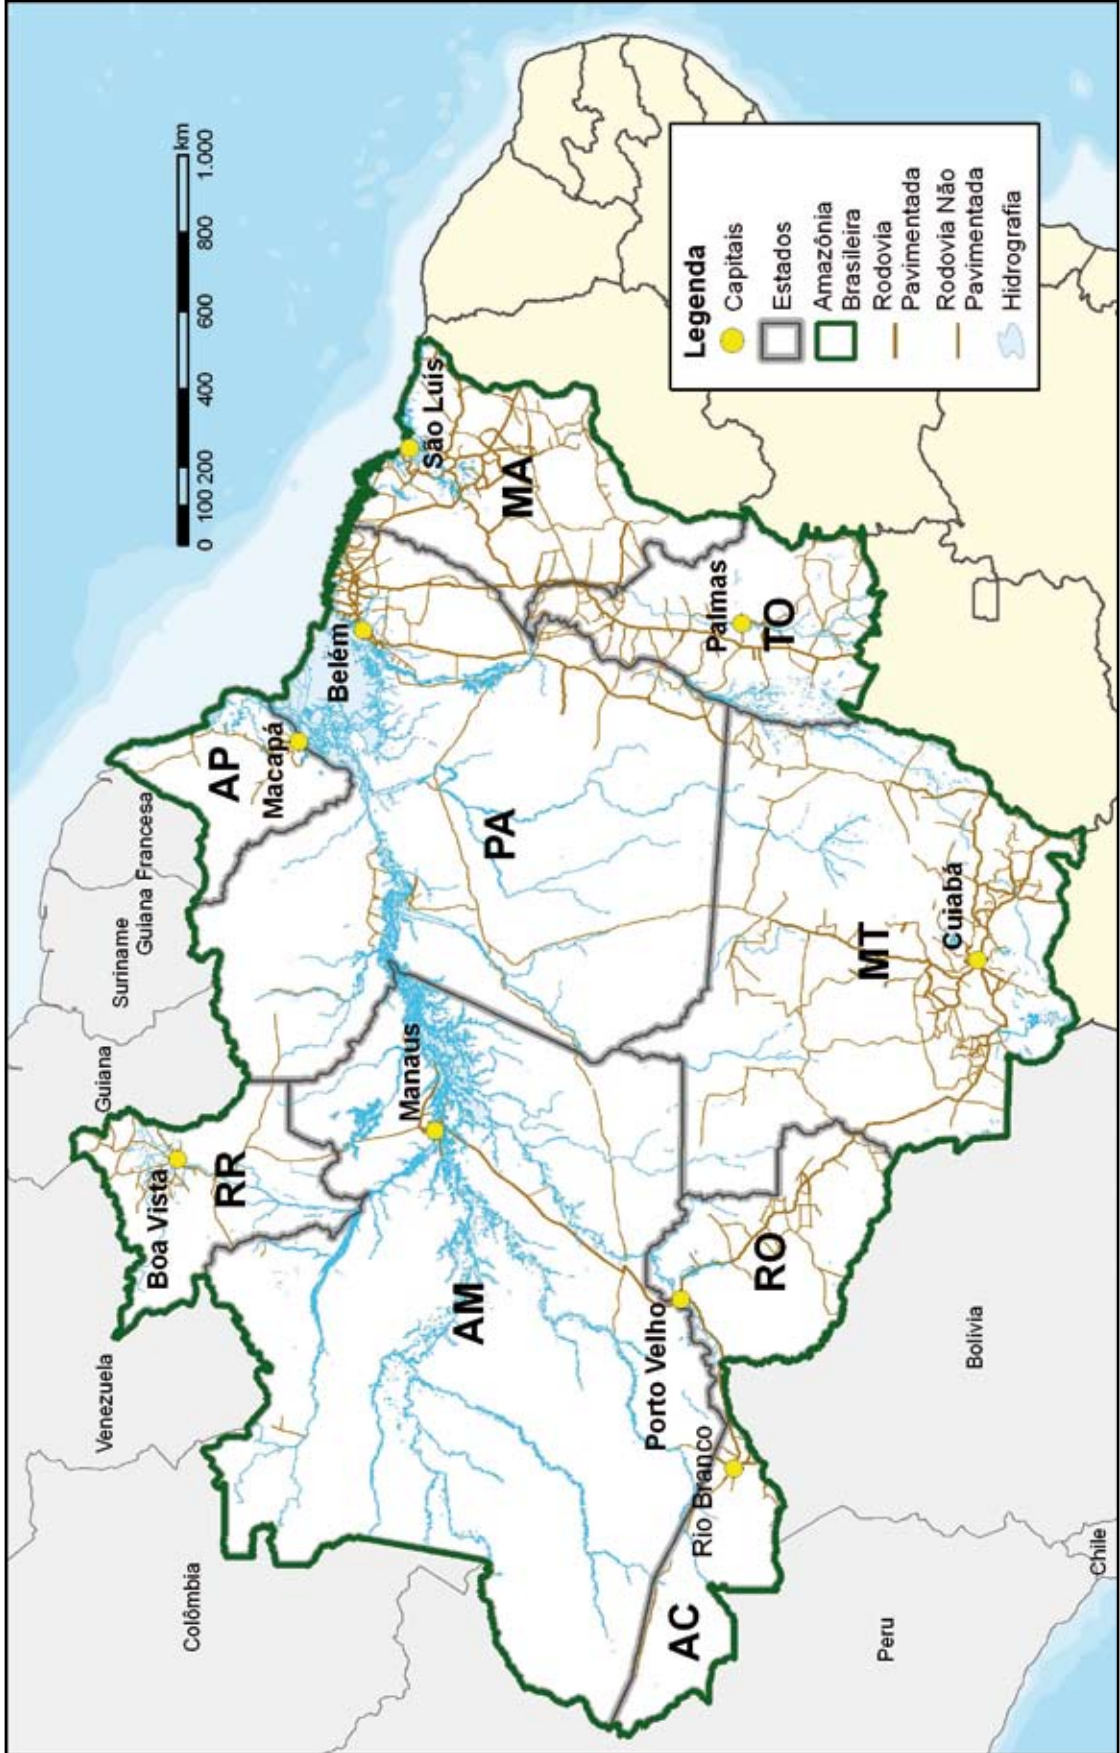 0 100 200 400 600 800 1.000
km
Venezuela
Colômbia
Guiana
Suriname
Guiana Francesa
Boa Vista
RR
AP
Macapá
Belém
São Luís
MA
Manaus
AM
PA
Palmas
TO
Porto Velho
RO
Rio Branco
AC
MT
Cuiabá
Peru
Bolívia
Chile
Legenda
Capitais
Estados
Amazônia
Brasileira
Rodovia
Pavimentada
Rodovia Não
Pavimentada
Hidrografia